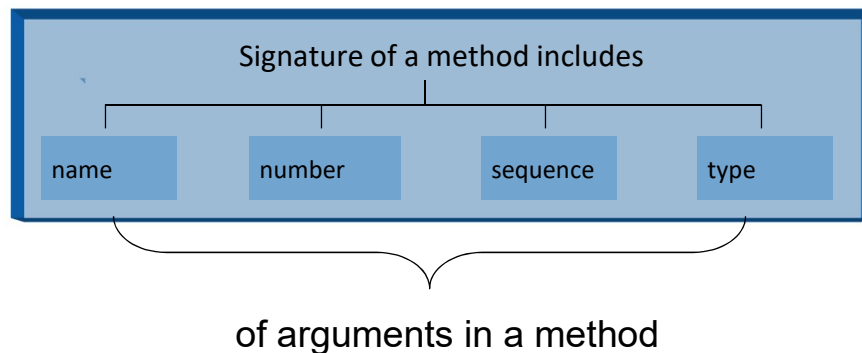 Signature of a method includes
name number sequence type
of arguments in a method